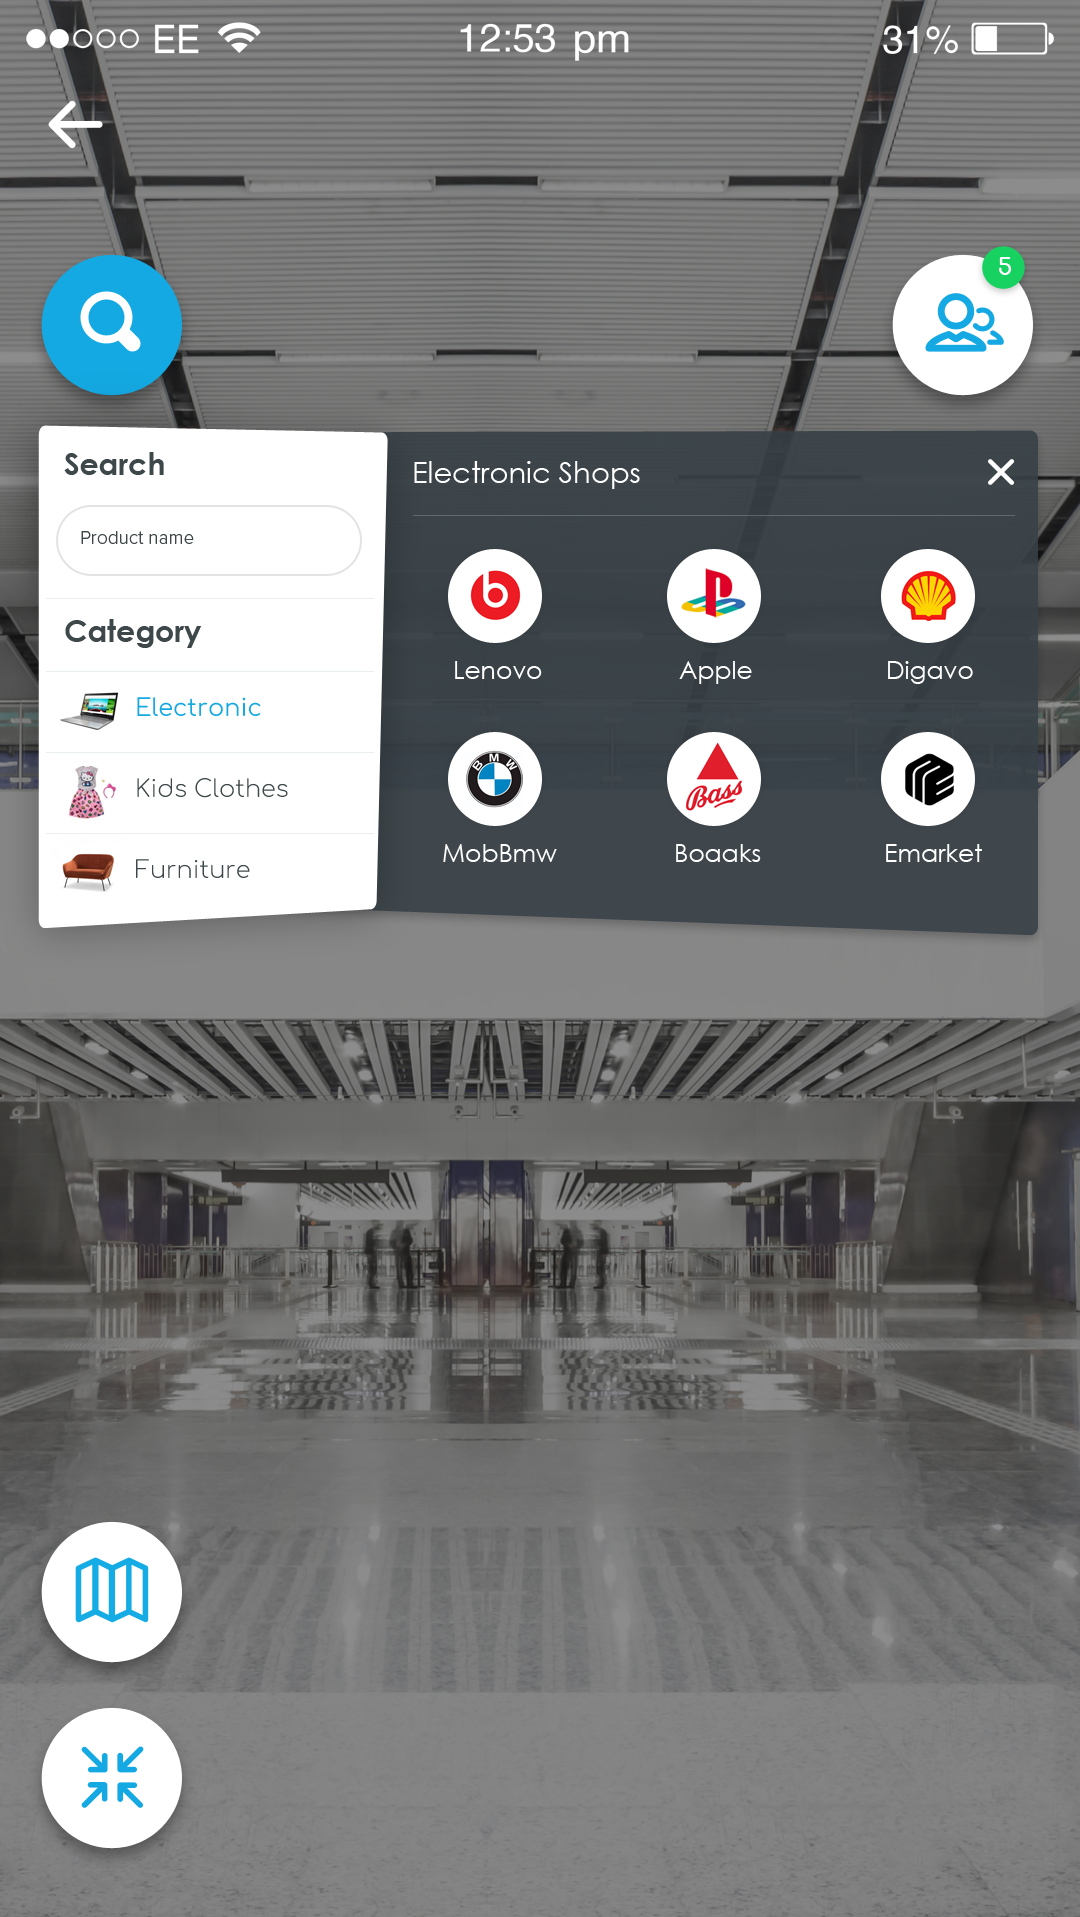 EE 12:53 pm 31%
5
Search
Product name
Category
Electronic
Kids Clothes
Furniture
Electronic Shops
b
Lenovo
Apple
Digavo
BMW
MobBmw
Bass
Boaaks
Emarket